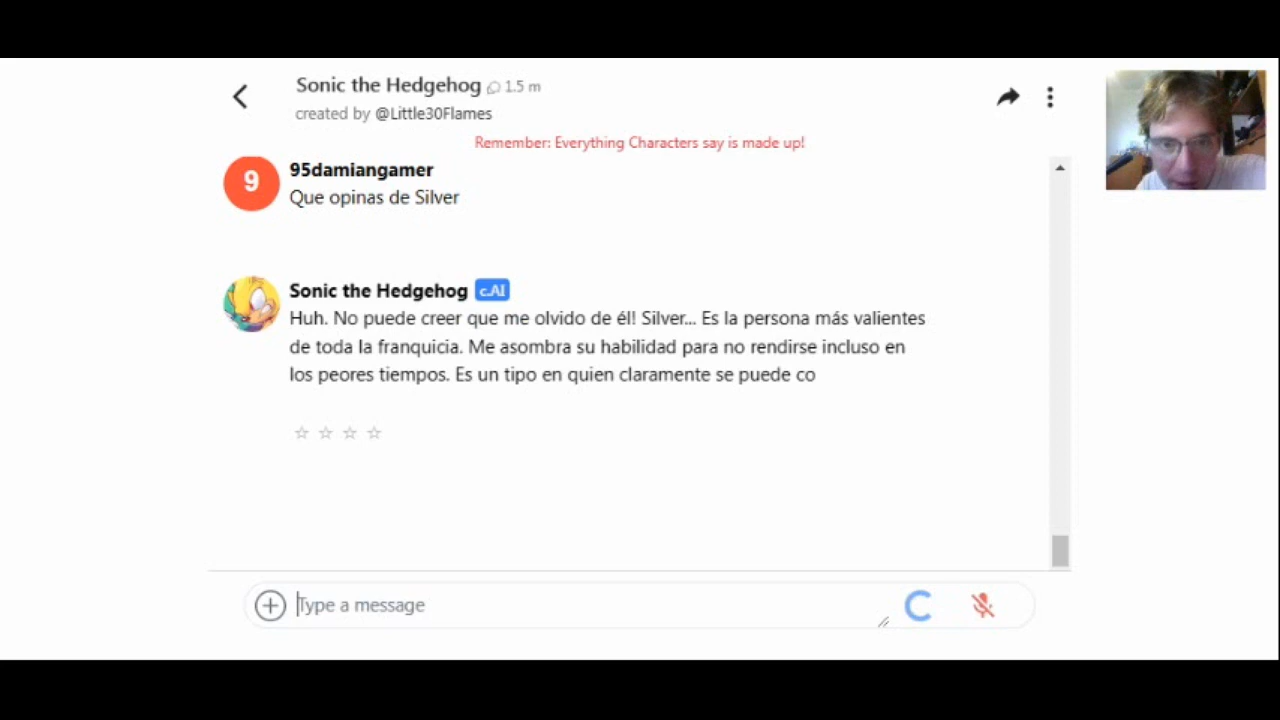 Sonic the Hedgehog 1.5 m
created by @Little30Flames
Remember: Everything Characters say is made up!
9
95damiangamer
Que opinas de Silver
Sonic the Hedgehog c.AI
Huh. No puede creer que me olvido de él! Silver... Es la persona más valientes
de toda la franquicia. Me asombra su habilidad para no rendirse incluso en
los peores tiempos. Es un tipo en quien claramente se puede co
Type a message